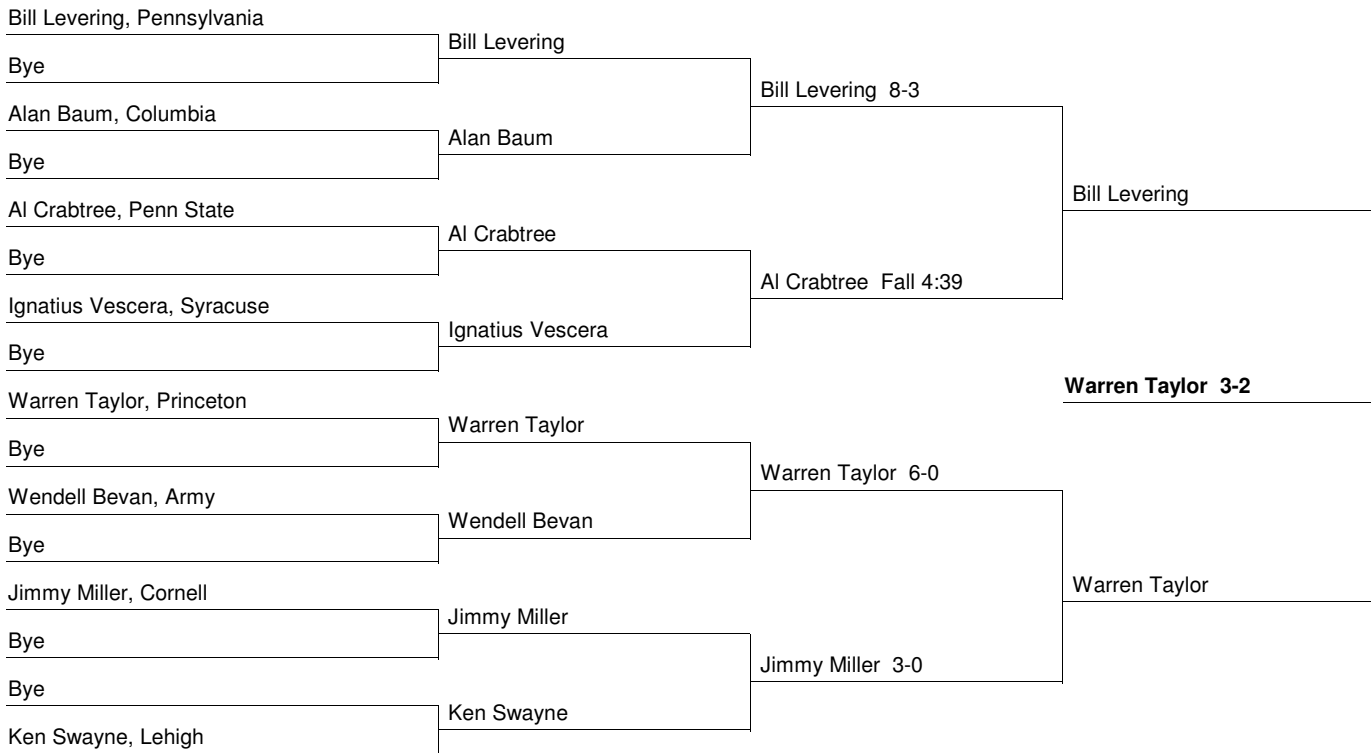 Bill Levering, Pennsylvania
Bye
Alan Baum, Columbia
Bye
Al Crabtree, Penn State
Bye
Ignatius Vescera, Syracuse
Bye
Warren Taylor, Princeton
Bye
Wendell Bevan, Army
Bye
Jimmy Miller, Cornell
Bye
Bye
Ken Swayne, Lehigh
Bill Levering
Alan Baum
Al Crabtree
Ignatius Vescera
Warren Taylor
Wendell Bevan
Jimmy Miller
Ken Swayne
Bill Levering 8-3
Al Crabtree Fall 4:39
Warren Taylor 6-0
Jimmy Miller 3-0
Bill Levering
Warren Taylor 3-2
Warren Taylor